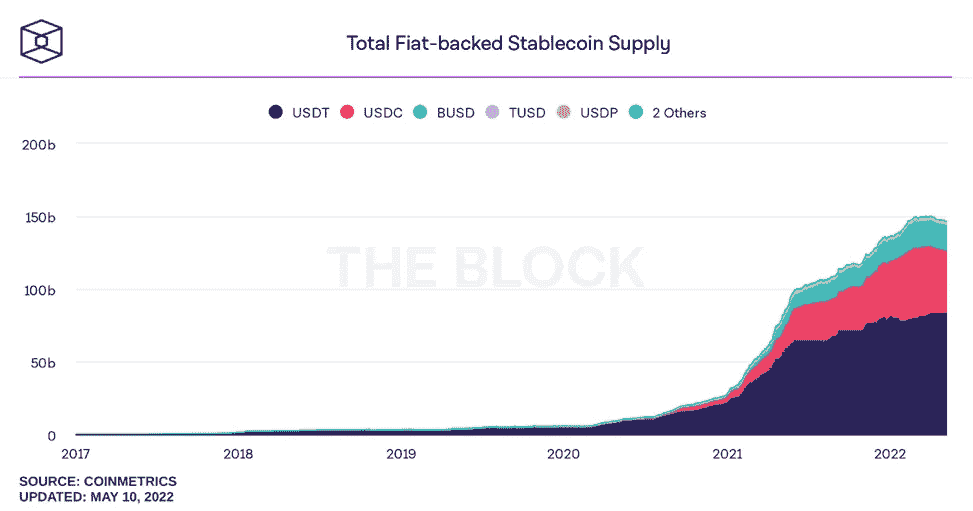 Total Fiat-backed Stablecoin Supply
USDT USDC BUSD TUSD USDP 2 Others
200b
150b
THE BLOCK
100b
50b
0
2017 2018 2019 2020 2021 2022
SOURCE: COINMETRICS
UPDATED: MAY 10, 2022